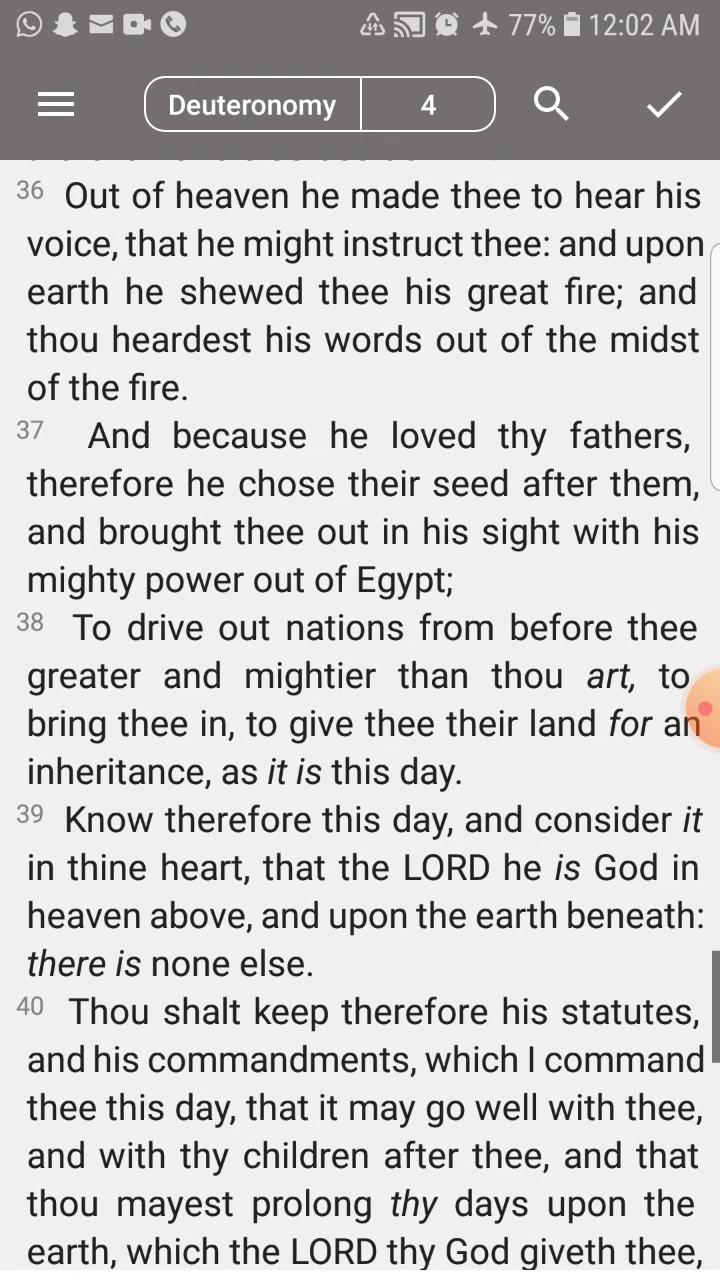 77% 12:02 AM
Deuteronomy 4
36 Out of heaven he made thee to hear his
voice, that he might instruct thee: and upon
earth he shewed thee his great fire; and
thou heardest his words out of the midst
of the fire.
37 And because he loved thy fathers,
therefore he chose their seed after them,
and brought thee out in his sight with his
mighty power out of Egypt;
38 To drive out nations from before thee
greater and mightier than thou art, to
bring thee in, to give thee their land for an
inheritance, as it is this day.
39 Know therefore this day, and consider it
in thine heart, that the LORD he is God in
heaven above, and upon the earth beneath:
there is none else.
40 Thou shalt keep therefore his statutes,
and his commandments, which I command
thee this day, that it may go well with thee,
and with thy children after thee, and that
thou mayest prolong thy days upon the
earth, which the LORD thy God giveth thee,